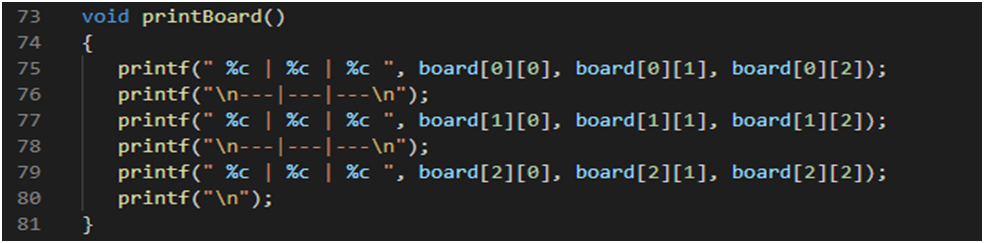 73 void printBoard()
74 {
75 printf(" %c | %c | %c ", board[0][0], board[0][1], board[0][2]);
76 printf("\n---|---|---\n");
77 printf(" %c | %c | %c ", board[1][0], board[1][1], board[1][2]);
78 printf("\n---|---|---\n");
79 printf(" %c | %c | %c ", board[2][0], board[2][1], board[2][2]);
80 printf("\n");
81 }